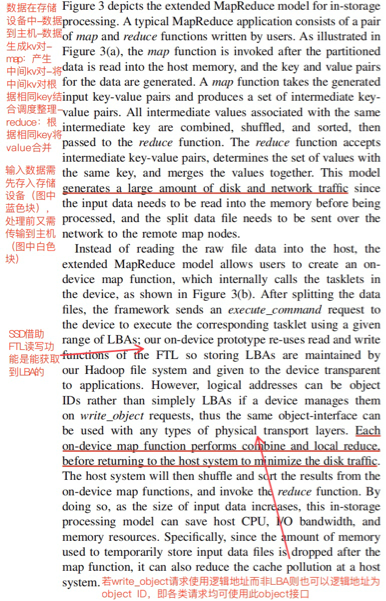 数据在存储
设备中-数据
到主机-数据
生成kv对-
map：产生
中间kv对-将
中间kv对根
据相同key结
合调度整理-
reduce：根
据相同key将
value合并
输入数据需
先存入存储
设备（图中
蓝色块），
处理前又需
传输到主机
（图中白色
块）
SSD借助
FTL读写功
能是能获取
到LBA的
Figure 3 depicts the extended MapReduce model for in-storage
processing. A typical MapReduce application consists of a pair
of map and reduce functions written by users. As illustrated in
Figure 3(a), the map function is invoked after the partitioned
data is read into the host memory, and the key and value pairs
for the data are generated. A map function takes the generated
input key-value pairs and produces a set of intermediate key-
value pairs. All intermediate values associated with the same
intermediate key are combined, shuffled, and sorted, then
passed to the reduce function. The reduce function accepts
intermediate key-value pairs, determines the set of values with
the same key, and merges the values together. This model
generates a large amount of disk and network traffic since
the input data needs to be read into the memory before being
processed, and the split data file needs to be sent over the
network to the remote map nodes.
Instead of reading the raw file data into the host, the
extended MapReduce model allows users to create an on-
device map function, which internally calls the tasklets in
the device, as shown in Figure 3(b). After splitting the data
files, the framework sends an execute_command request to
the device to execute the corresponding tasklet using a given
range of LBAs; our on-device prototype re-uses read and write
functions of the FTL so storing LBAs are maintained by
our Hadoop file system and given to the device transparent
to applications. However, logical addresses can be object
IDs rather than simplely LBAs if a device manages them
on write_object requests, thus the same object-interface can
be used with any types of physical transport layers. Each
on-device map function performs combine and local reduce,
before returning to the host system to minimize the disk traffic.
The host system will then shuffle and sort the results from the
on-device map functions, and invoke the reduce function. By
doing so, as the size of input data increases, this in-storage
processing model can save host CPU, I/O bandwidth, and
memory resources. Specifically, since the amount of memory
used to temporarily store input data files is dropped after the
map function, it can also reduce the cache pollution at a host
system.
若write_object请求使用逻辑地址而非LBA则也可以逻辑地址为
object ID，即各类请求均可使用此object接口